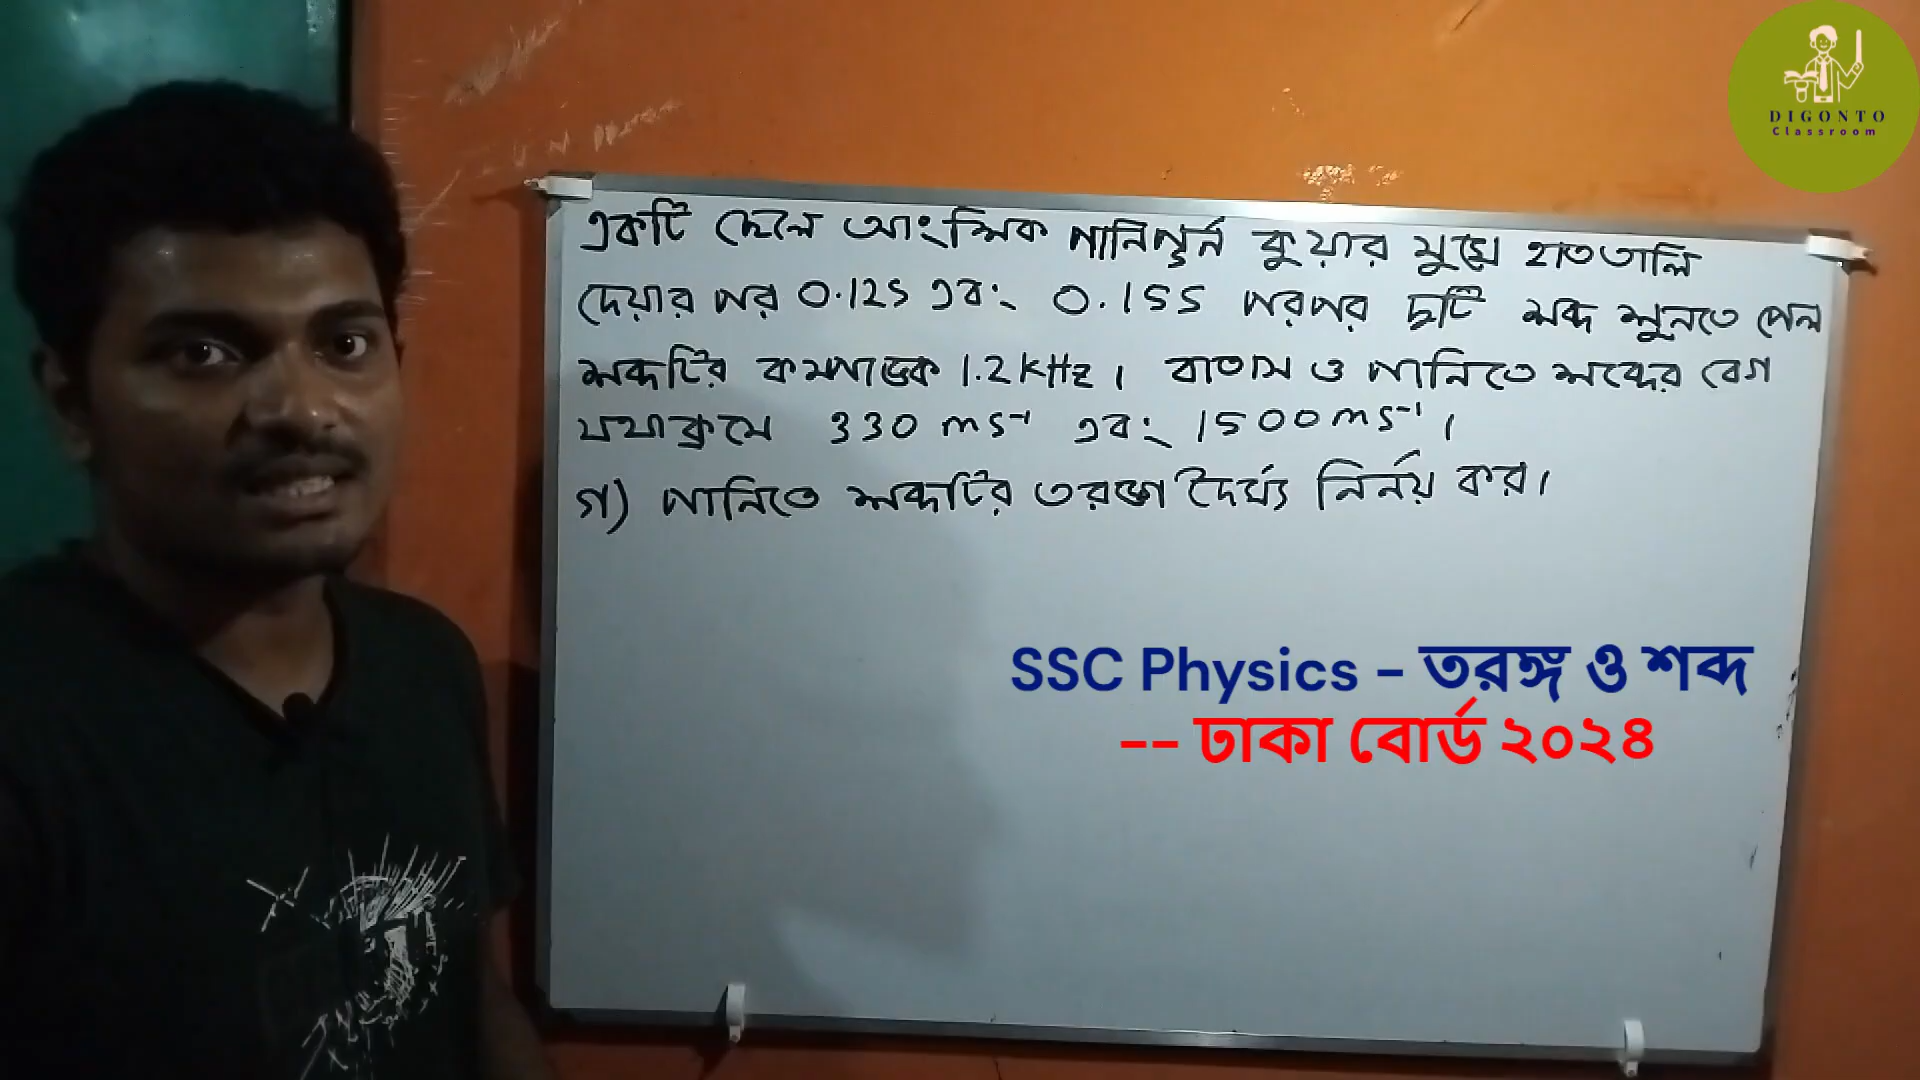 DIGONTO
Classroom
একটি ছেলে আংশিক পানিপূর্ন কুয়ার মুখে হাততালি
দেয়ার পর 0.12s এবং 0.15s পরপর দুটি শব্দ শুনতে পেল
শব্দটির কম্পাঙ্ক 1.2kHz। বাতাস ও পানিতে শব্দের বেগ
যথাক্রমে 330 ms⁻¹ এবং 1500ms⁻¹।
গ) পানিতে শব্দটির তরঙ্গ দৈর্ঘ্য নির্নয় কর।
SSC Physics - তরঙ্গ ও শব্দ
-- ঢাকা বোর্ড ২০২৪